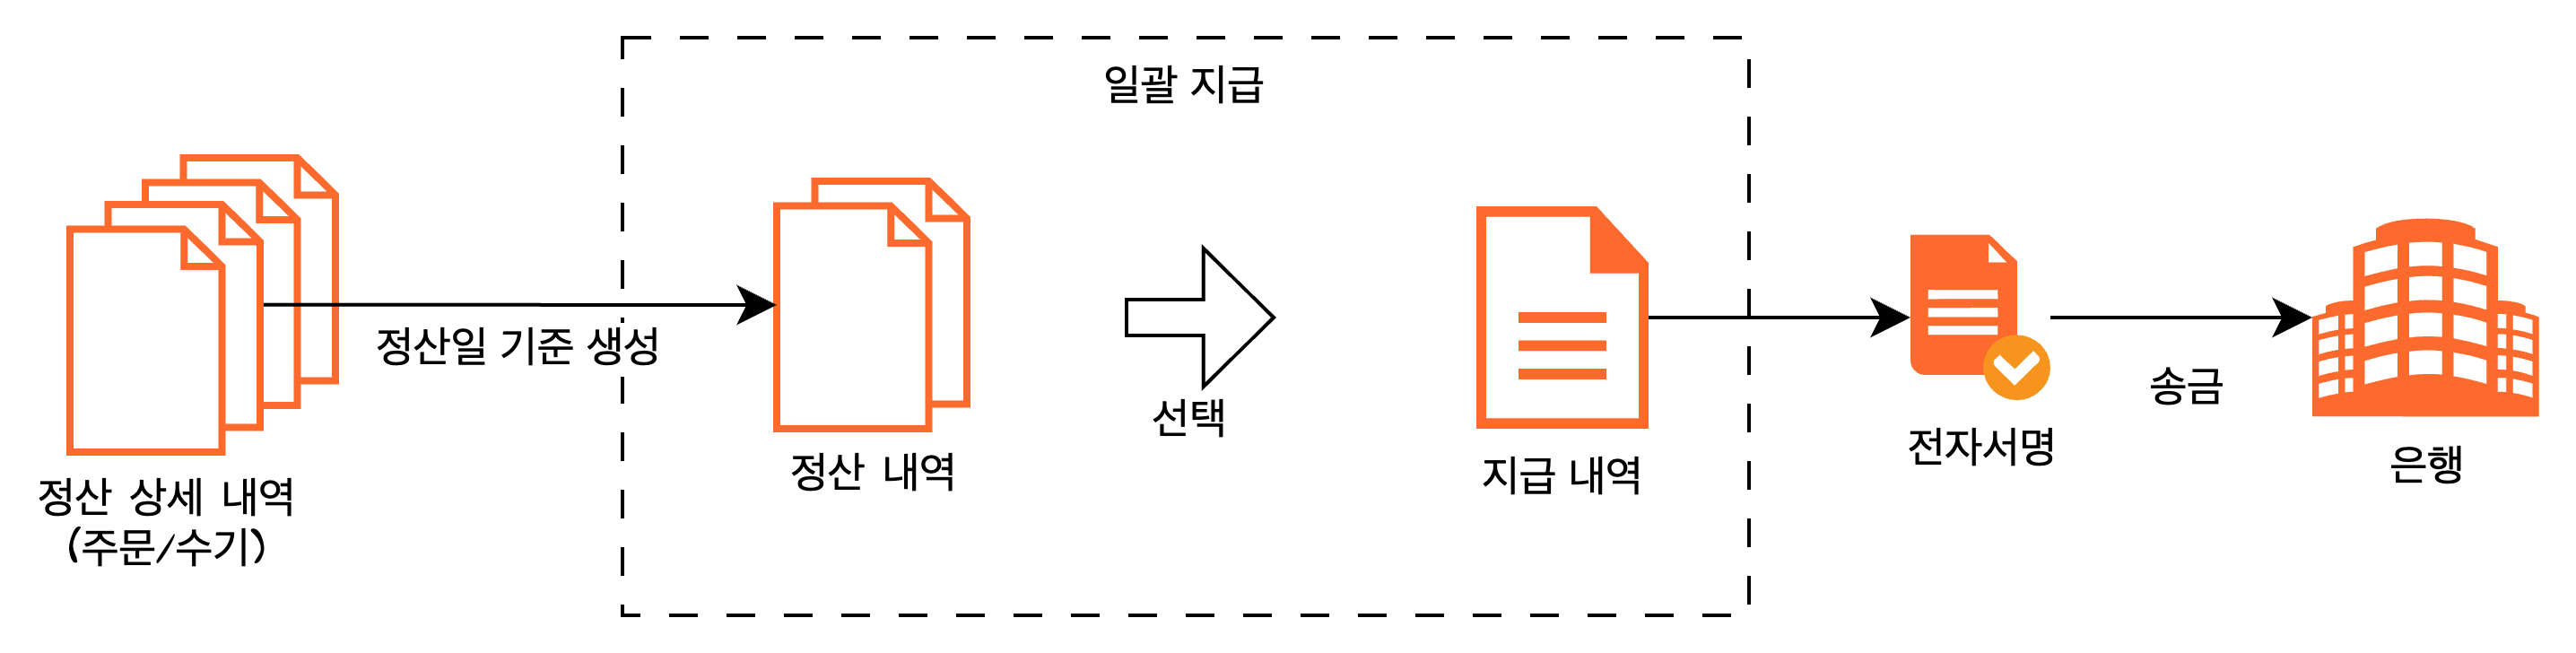 일괄 지급
정산일 기준 생성
선택
정산 상세 내역
(주문/수기)
정산 내역
지급 내역
전자서명
송금
은행